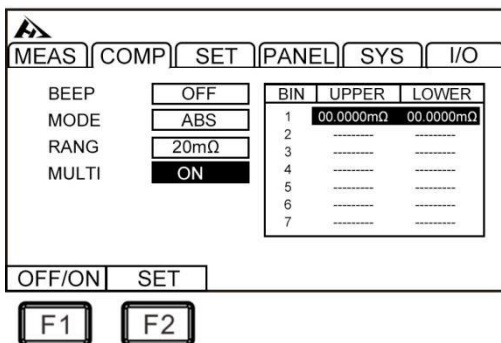 MEAS COMP SET PANEL SYS I/O
BEEP OFF
MODE ABS
RANG 20mΩ
MULTI ON
BIN UPPER LOWER
1 00.0000mΩ 00.0000mΩ
2 --------- ---------
3 --------- ---------
4 --------- ---------
5 --------- ---------
6 --------- ---------
7 --------- ---------
OFF/ON SET
F1 F2